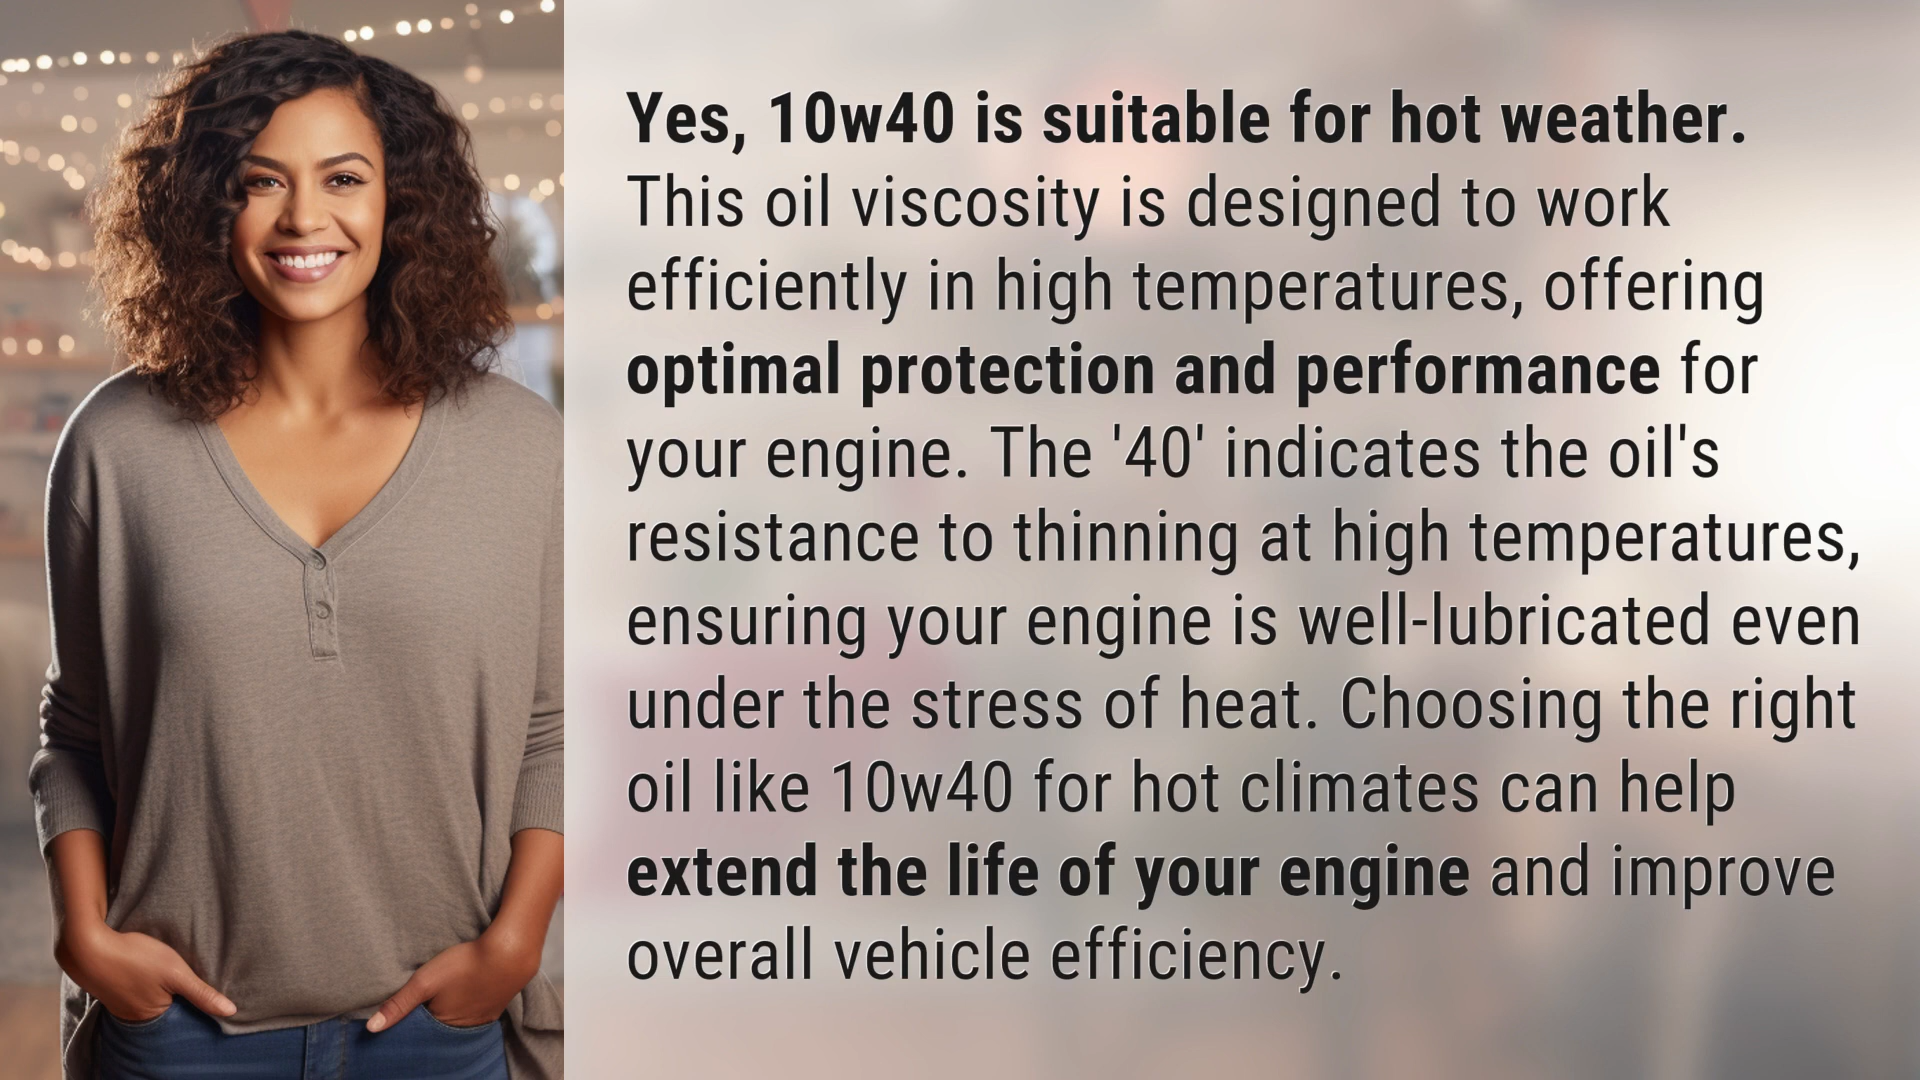 Yes, 10w40 is suitable for hot weather.
This oil viscosity is designed to work
efficiently in high temperatures, offering
optimal protection and performance for
your engine. The '40' indicates the oil's
resistance to thinning at high temperatures,
ensuring your engine is well-lubricated even
under the stress of heat. Choosing the right
oil like 10w40 for hot climates can help
extend the life of your engine and improve
overall vehicle efficiency.